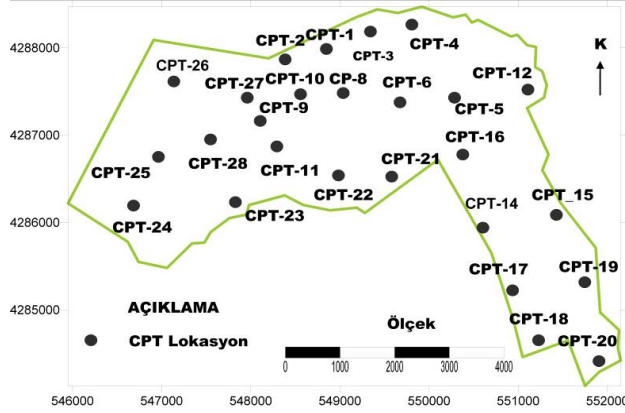 4288000
4287000
4286000
4285000
CPT-2
CPT-1
CPT-3
CPT-4
K
CPT-26
CPT-27
CPT-10
CP-8
CPT-6
CPT-12
CPT-9
CPT-5
CPT-16
CPT-25
CPT-28
CPT-11
CPT-22
CPT-21
CPT-24
CPT-23
CPT-14
CPT_15
CPT-17
CPT-19
CPT-18
CPT-20
AÇIKLAMA
CPT Lokasyon
Ölçek
0 1000 2000 3000 4000
546000 547000 548000 549000 550000 551000 552000